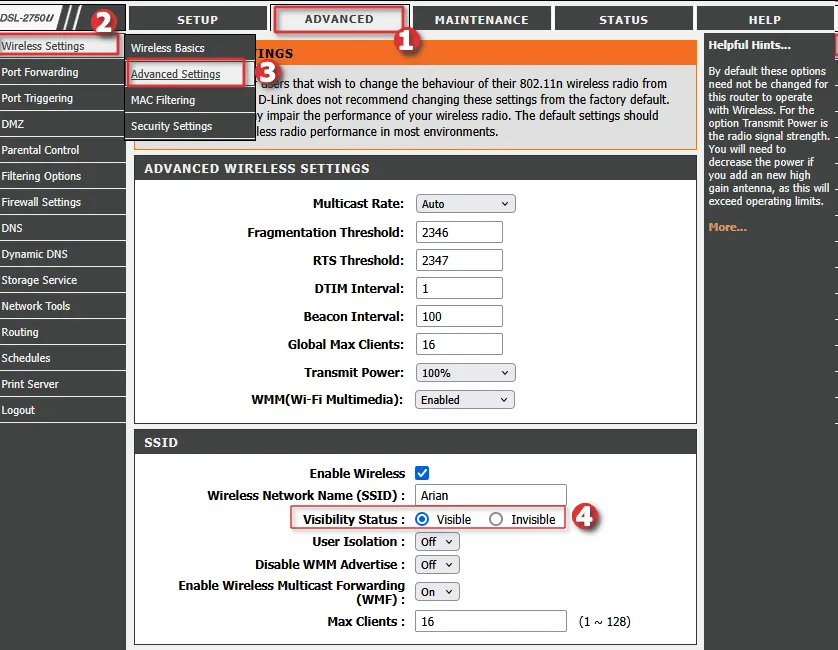 DSL-2750U
SETUP
ADVANCED
MAINTENANCE
STATUS
HELP
2
1
3
Wireless Settings
Port Forwarding
Port Triggering
DMZ
Parental Control
Filtering Options
Firewall Settings
DNS
Dynamic DNS
Storage Service
Network Tools
Routing
Schedules
Print Server
Logout
Wireless Basics
Advanced Settings
MAC Filtering
Security Settings
users that wish to change the behaviour of their 802.11n wireless radio from
D-Link does not recommend changing these settings from the factory default.
impair the performance of your wireless radio. The default settings should
radio performance in most environments.
ADVANCED WIRELESS SETTINGS
Multicast Rate: Auto
Fragmentation Threshold: 2346
RTS Threshold: 2347
DTIM Interval: 1
Beacon Interval: 100
Global Max Clients: 16
Transmit Power: 100%
WMM(Wi-Fi Multimedia): Enabled
SSID
Enable Wireless
Wireless Network Name (SSID) : Arian
Visibility Status : Visible Invisible 4
User Isolation : Off
Disable WMM Advertise : Off
Enable Wireless Multicast Forwarding
(WMF) : On
Max Clients : 16 (1 ~ 128)
Helpful Hints...
By default these options
need not be changed for
this router to operate
with Wireless. For the
option Transmit Power is
the radio signal strength.
You will need to
decrease the power if
you add an new high
gain antenna, as this will
exceed operating limits.
More...